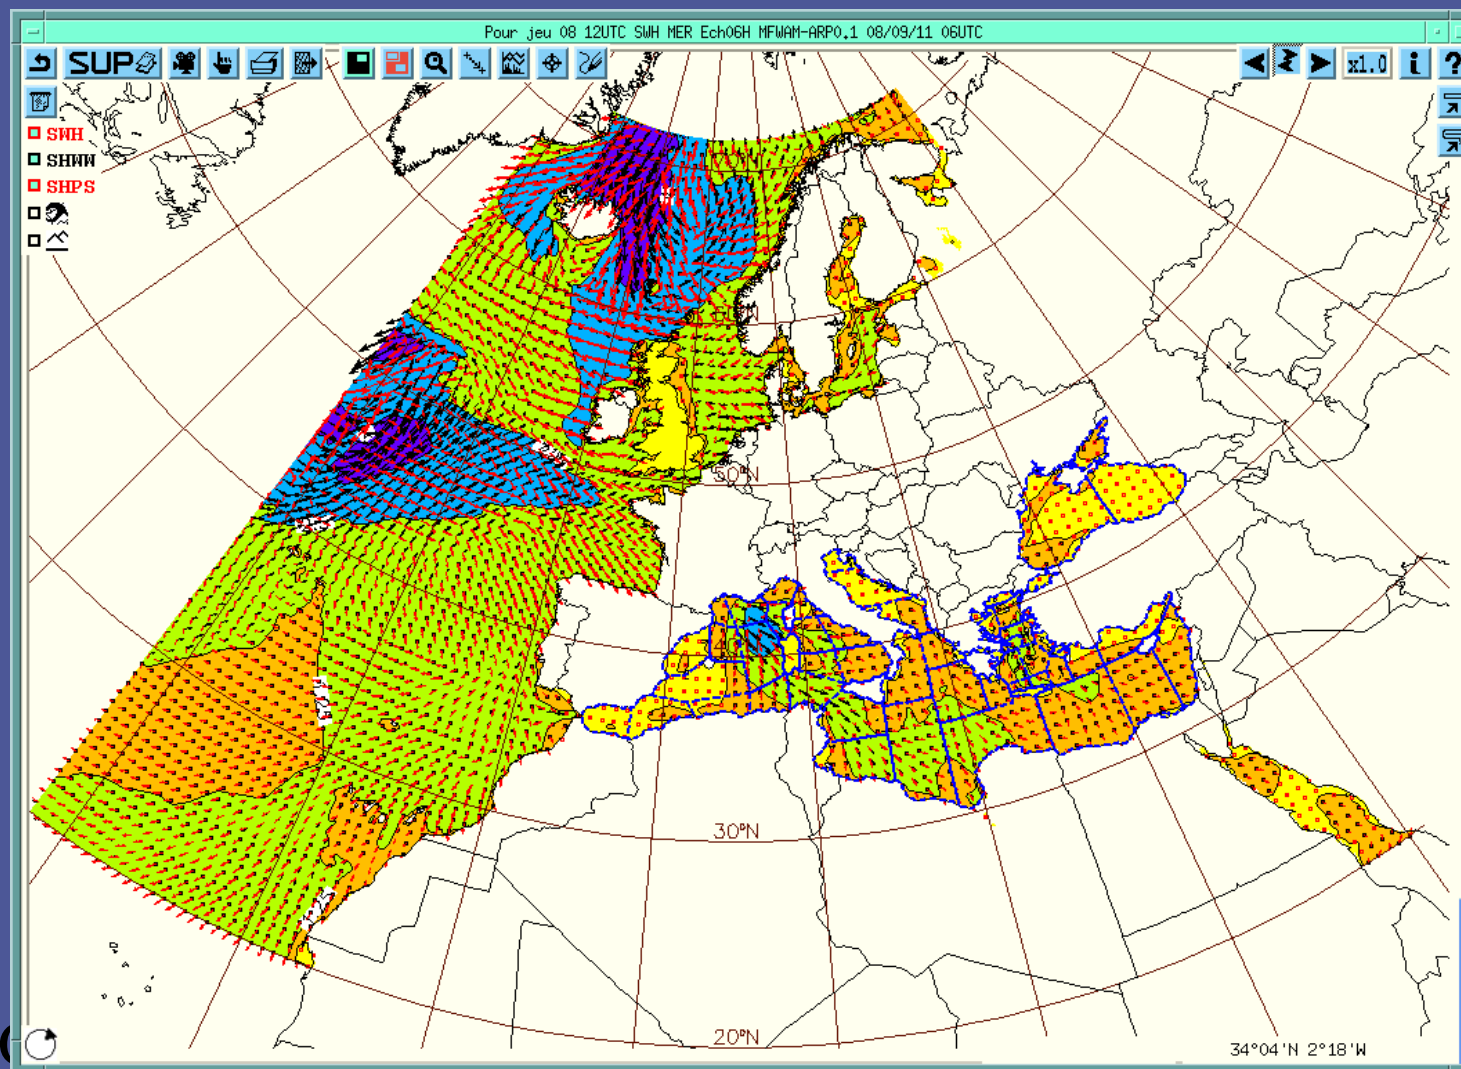 Pour jeu 08 12UTC SWH MER Ech06H MFWAM-ARP0.1 08/09/11 06UTC
SUP
x1.0
i
?
SWH
SHWW
SHPS
50°N
30°N
20°N
34°04'N 2°18'W